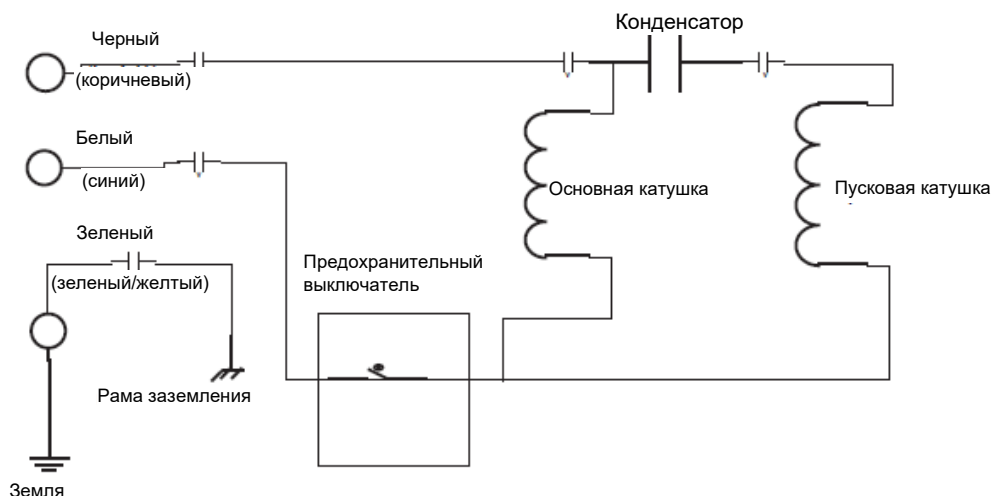 Конденсатор
Черный
(коричневый)
Белый
(синий)
Основная катушка
Пусковая катушка
Зеленый
(зеленый/желтый)
Предохранительный
выключатель
Рама заземления
Земля